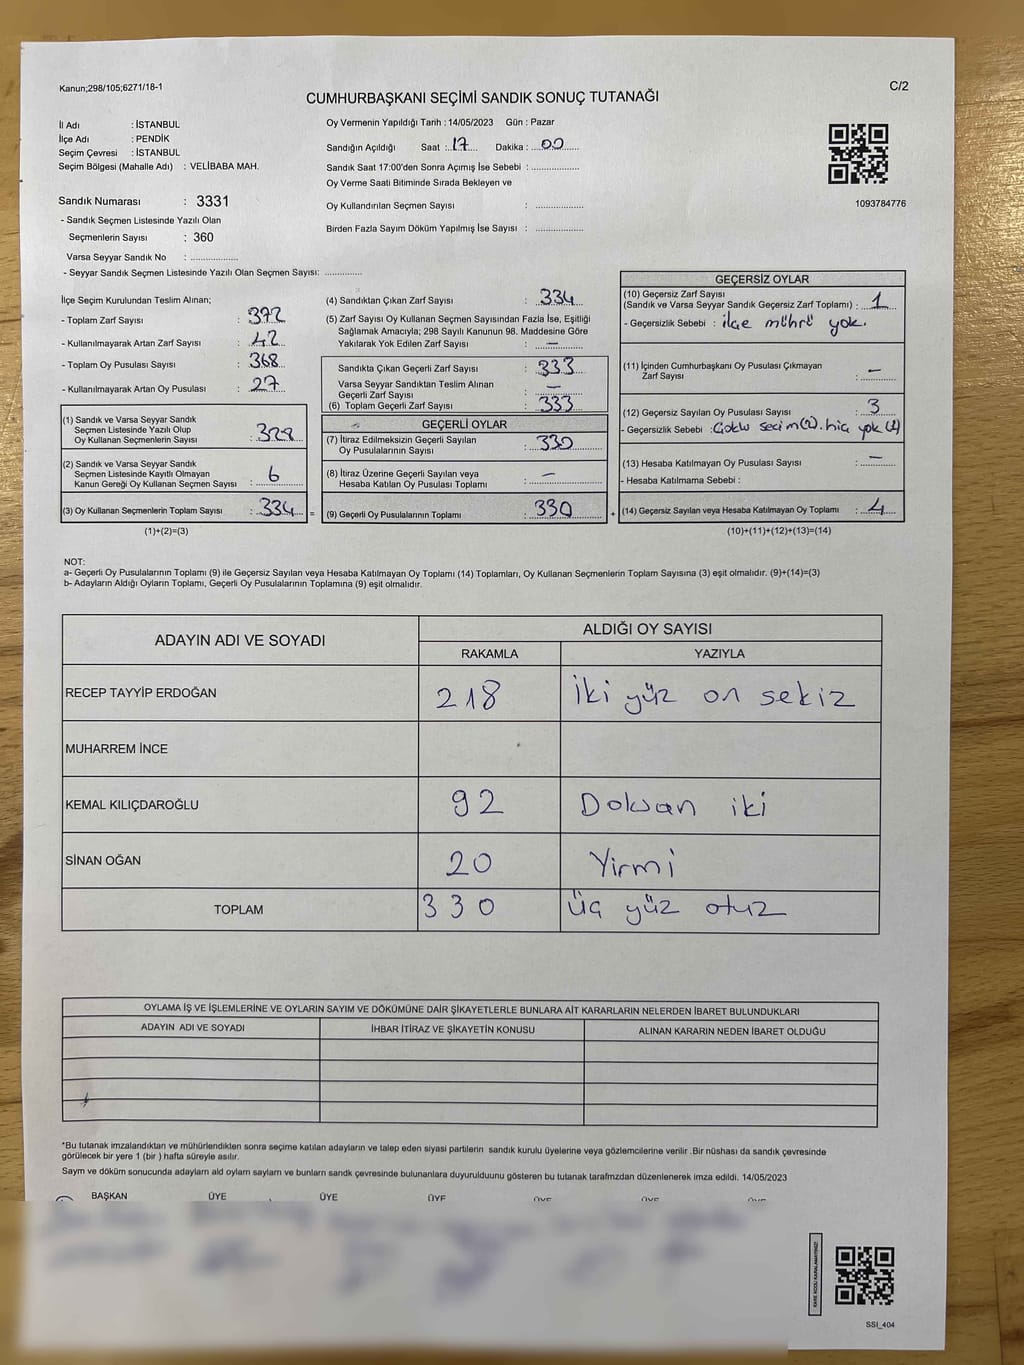 Kanun;298/105;6271/18-1
C/2
CUMHURBAŞKANI SEÇİMİ SANDIK SONUÇ TUTANAĞI
İl Adı : İSTANBUL
İlçe Adı : PENDİK
Seçim Çevresi : İSTANBUL
Seçim Bölgesi (Mahalle Adı) : VELİBABA MAH.
Sandık Numarası : 3331
- Sandık Seçmen Listesinde Yazılı Olan
Seçmenlerin Sayısı : 360
Varsa Seyyar Sandık No : ..................
- Seyyar Sandık Seçmen Listesinde Yazılı Olan Seçmen Sayısı: ..............
Oy Vermenin Yapıldığı Tarih : 14/05/2023 Gün : Pazar
Sandığın Açıldığı Saat : 17 Dakika : 00
Sandık Saat 17:00'den Sonra Açımış İse Sebebi : ..................
Oy Verme Saati Bitiminde Sırada Bekleyen ve
Oy Kullandırılan Seçmen Sayısı : ..................
Birden Fazla Sayım Döküm Yapılmış İse Sayısı : ..................
1093784776
İlçe Seçim Kurulundan Teslim Alınan;
- Toplam Zarf Sayısı : 372
- Kullanılmayarak Artan Zarf Sayısı : 42
- Toplam Oy Pusulası Sayısı : 368
- Kullanılmayarak Artan Oy Pusulası : 27
(1) Sandık ve Varsa Seyyar Sandık
Seçmen Listesinde Yazılı Olup
Oy Kullanan Seçmenlerin Sayısı : 328
(2) Sandık ve Varsa Seyyar Sandık
Seçmen Listesinde Kayıtlı Olmayan
Kanun Gereği Oy Kullanan Seçmen Sayısı : 6
(3) Oy Kullanan Seçmenlerin Toplam Sayısı : 334 =
(1)+(2)=(3)
(4) Sandıktan Çıkan Zarf Sayısı : 334
(5) Zarf Sayısı Oy Kullanan Seçmen Sayısından Fazla İse, Eşitliği
Sağlamak Amacıyla; 298 Sayılı Kanunun 98. Maddesine Göre
Yakılarak Yok Edilen Zarf Sayısı : —
Sandıkta Çıkan Geçerli Zarf Sayısı : 333
Varsa Seyyar Sandıktan Teslim Alınan
Geçerli Zarf Sayısı : —
(6) Toplam Geçerli Zarf Sayısı : 333
GEÇERLİ OYLAR
(7) İtiraz Edilmeksizin Geçerli Sayılan
Oy Pusulalarının Sayısı : 330
(8) İtiraz Üzerine Geçerli Sayılan veya
Hesaba Katılan Oy Pusulası Toplamı : —
(9) Geçerli Oy Pusulalarının Toplamı : 330 +
GEÇERSİZ OYLAR
(10) Geçersiz Zarf Sayısı
(Sandık ve Varsa Seyyar Sandık Geçersiz Zarf Toplamı) : 1
- Geçersizlik Sebebi : ilçe mührü yok.
(11) İçinden Cumhurbaşkanı Oy Pusulası Çıkmayan
Zarf Sayısı : —
(12) Geçersiz Sayılan Oy Pusulası Sayısı : 3
- Geçersizlik Sebebi : Çoklu seçim(2). hiç yok (1)
(13) Hesaba Katılmayan Oy Pusulası Sayısı : —
- Hesaba Katılmama Sebebi :
(14) Geçersiz Sayılan veya Hesaba Katılmayan Oy Toplamı : 4
(10)+(11)+(12)+(13)=(14)
NOT:
a- Geçerli Oy Pusulalarının Toplamı (9) ile Geçersiz Sayılan veya Hesaba Katılmayan Oy Toplamı (14) Toplamları, Oy Kullanan Seçmenlerin Toplam Sayısına (3) eşit olmalıdır. (9)+(14)=(3)
b- Adayların Aldığı Oyların Toplamı, Geçerli Oy Pusulalarının Toplamına (9) eşit olmalıdır.
ADAYIN ADI VE SOYADI
ALDIĞI OY SAYISI
RAKAMLA YAZIYLA
RECEP TAYYİP ERDOĞAN 218 İki yüz on sekiz
MUHARREM İNCE
KEMAL KILIÇDAROĞLU 92 Doksan iki
SİNAN OĞAN 20 Yirmi
TOPLAM 330 üç yüz otuz
OYLAMA İŞ VE İŞLEMLERİNE VE OYLARIN SAYIM VE DÖKÜMÜNE DAİR ŞİKAYETLERLE BUNLARA AİT KARARLARIN NELERDEN İBARET BULUNDUKLARI
ADAYIN ADI VE SOYADI İHBAR İTİRAZ VE ŞİKAYETİN KONUSU ALINAN KARARIN NEDEN İBARET OLDUĞU
*Bu tutanak imzalandıktan ve mühürlendikten sonra seçime katılan adayların ve talep eden siyasi partilerin sandık kurulu üyelerine veya gözlemcilerine verilir .Bir nüshası da sandık çevresinde
görülecek bir yere 1 (bir ) hafta süreyle asılır.
Sayım ve döküm sonucunda adayların ald oylarn saylarn ve bunlarn sandk çevresinde bulunanlara duyurulduunu gösteren bu tutanak tarafmzdan düzenlenerek imza edildi. 14/05/2023
BAŞKAN ÜYE ÜYE ÜYE ÜYE ÜYE ÜYE
KARE KODU KARALAMAYINIZ!
SSI_404